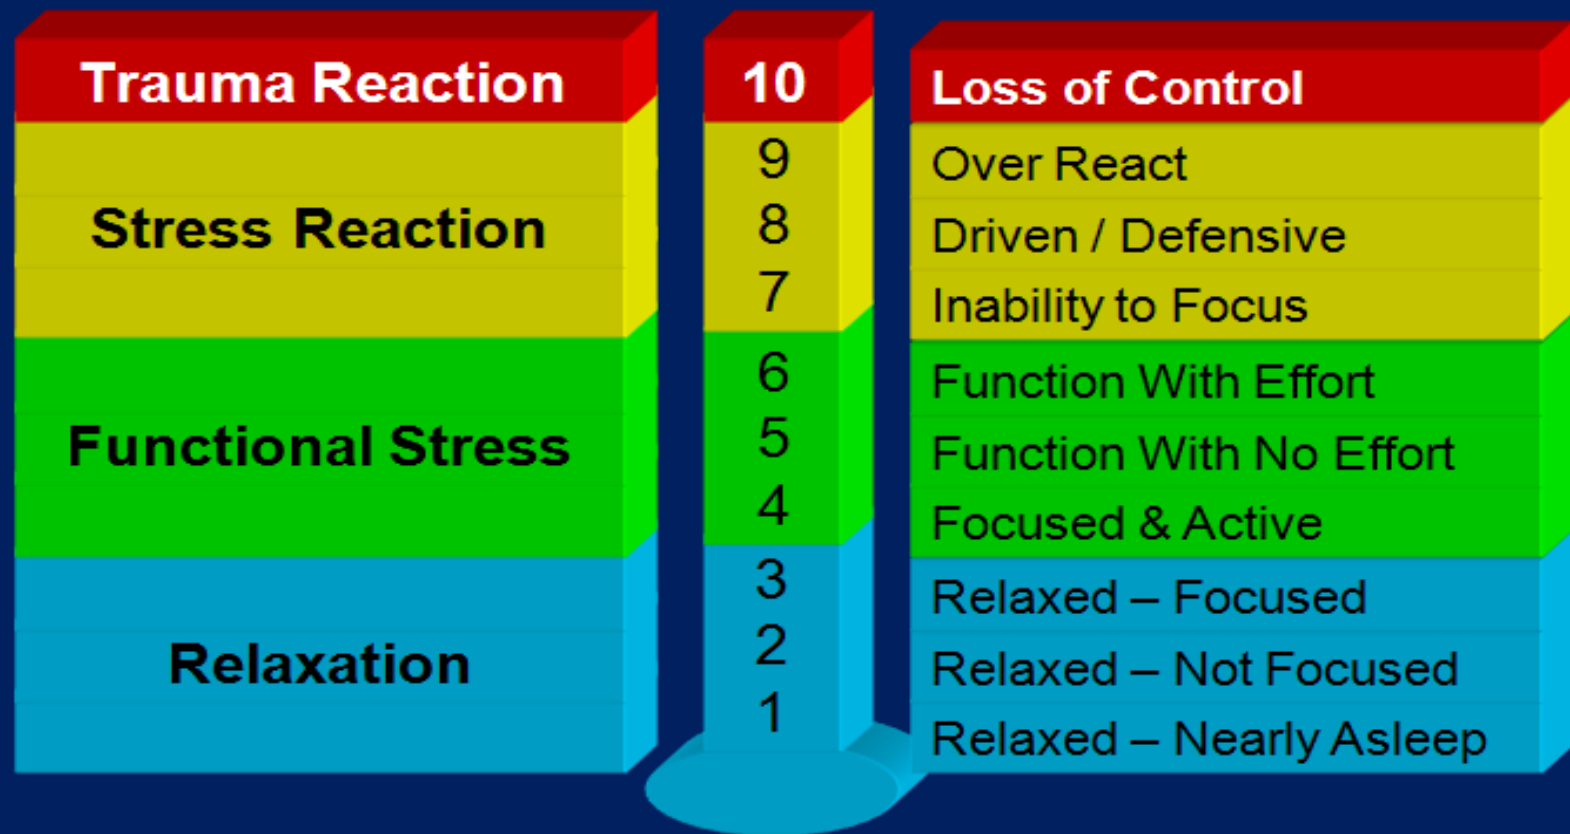 Trauma Reaction 10 Loss of Control
9 Over React
Stress Reaction 8 Driven / Defensive
7 Inability to Focus
6 Function With Effort
Functional Stress 5 Function With No Effort
4 Focused & Active
3 Relaxed – Focused
Relaxation 2 Relaxed – Not Focused
1 Relaxed – Nearly Asleep